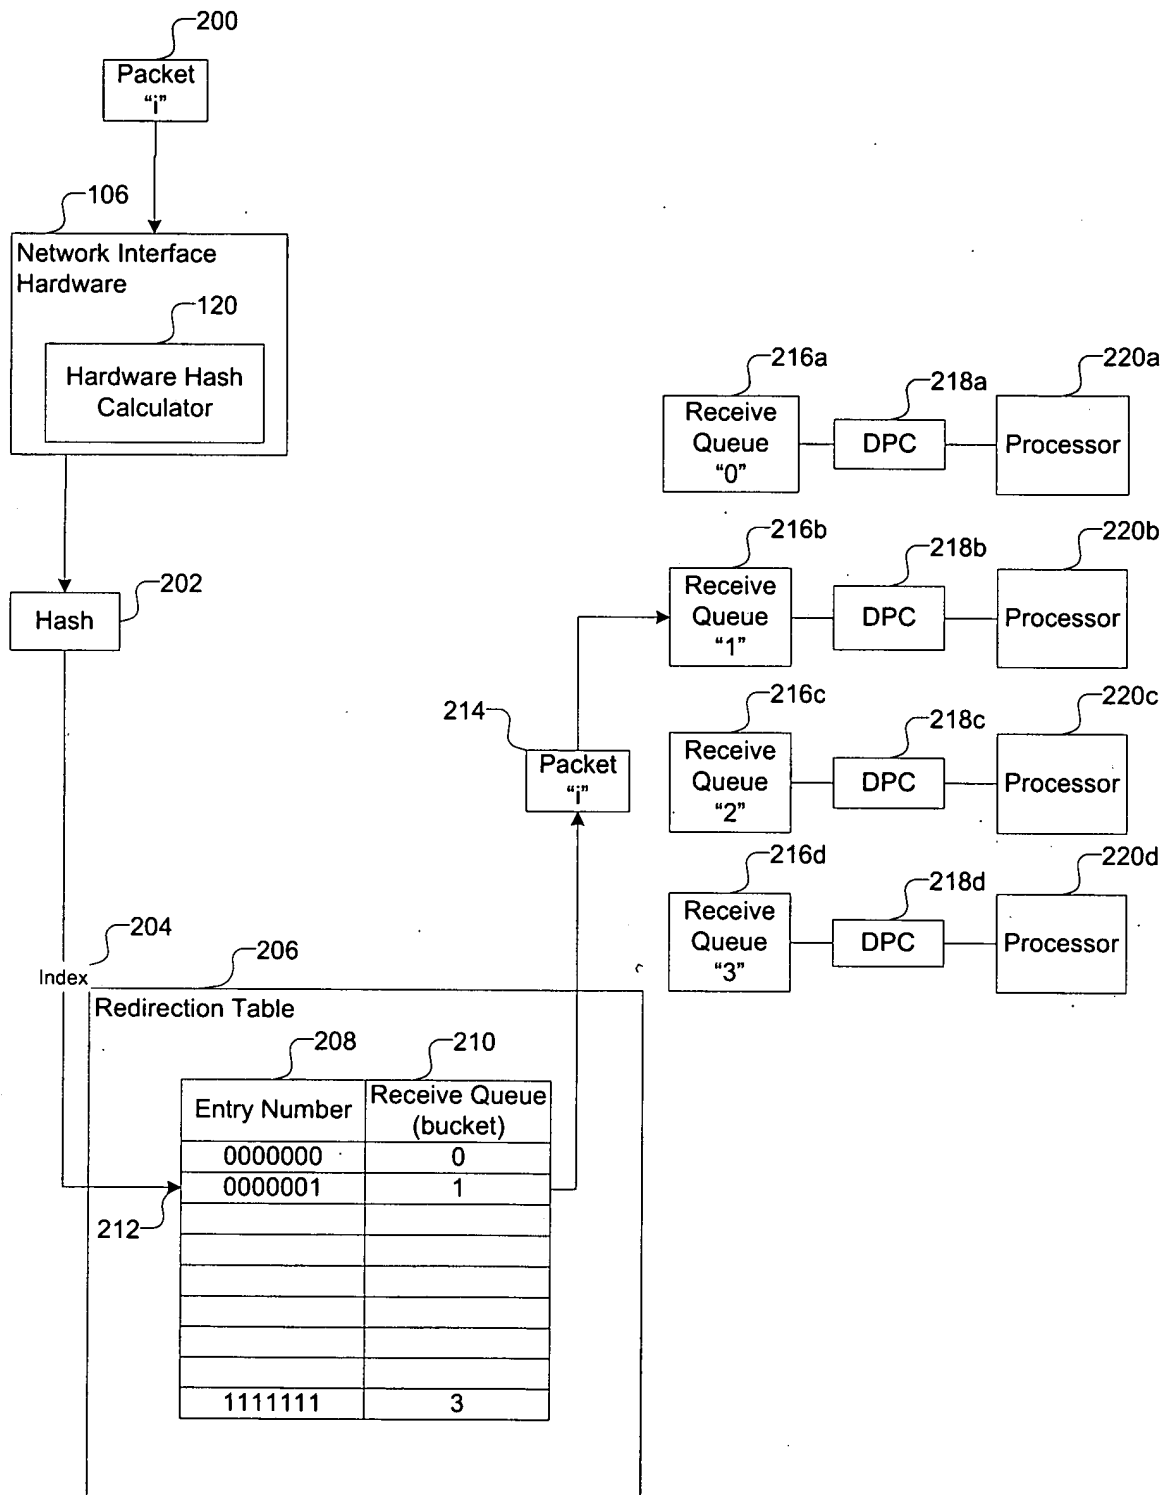 200
Packet
“i”
106
Network Interface
Hardware
120
Hardware Hash
Calculator
202
Hash
204
Index
206
Redirection Table
208
210
Entry Number
Receive Queue
(bucket)
0000000
0
0000001
1
212
1111111
3
214
Packet
“i”
216a
Receive
Queue
“0”
218a
DPC
220a
Processor
216b
Receive
Queue
“1”
218b
DPC
220b
Processor
216c
Receive
Queue
“2”
218c
DPC
220c
Processor
216d
Receive
Queue
“3”
218d
DPC
220d
Processor